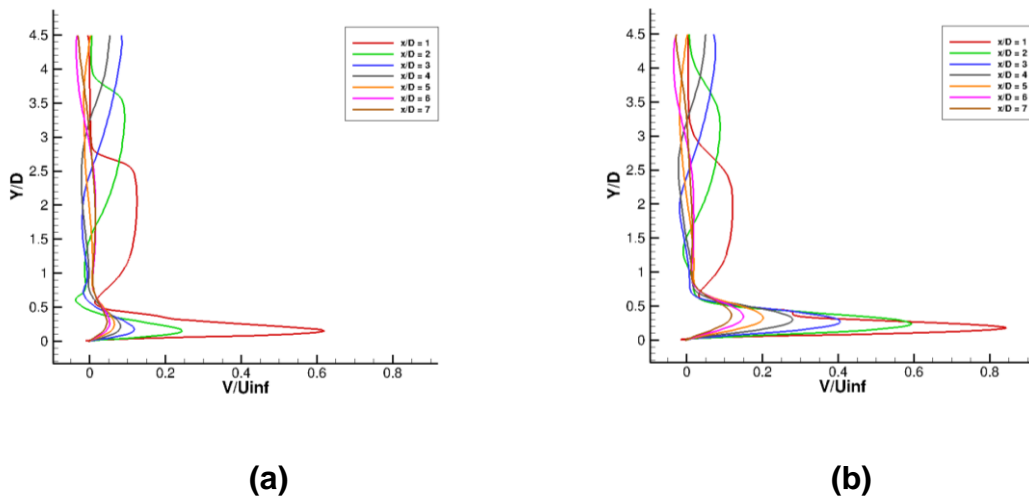 4.5
4
3.5
3
2.5
2
1.5
1
0.5
0
Y/D
0 0.2 0.4 0.6 0.8
V/Uinf
x/D = 1
x/D = 2
x/D = 3
x/D = 4
x/D = 5
x/D = 6
x/D = 7
(a)
4.5
4
3.5
3
2.5
2
1.5
1
0.5
0
Y/D
0 0.2 0.4 0.6 0.8
V/Uinf
x/D = 1
x/D = 2
x/D = 3
x/D = 4
x/D = 5
x/D = 6
x/D = 7
(b)